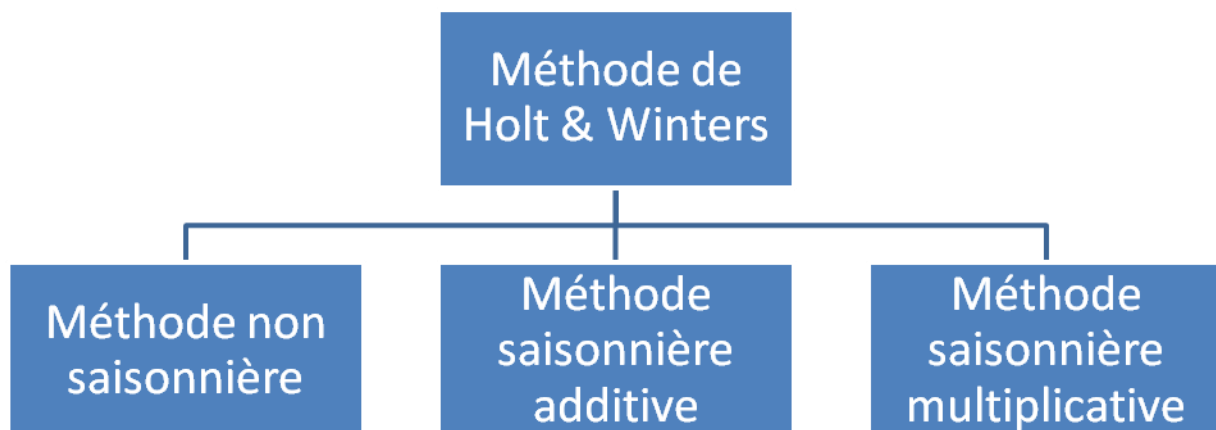 Méthode de
Holt & Winters
Méthode non
saisonnière
Méthode
saisonnière
additive
Méthode
saisonnière
multiplicative